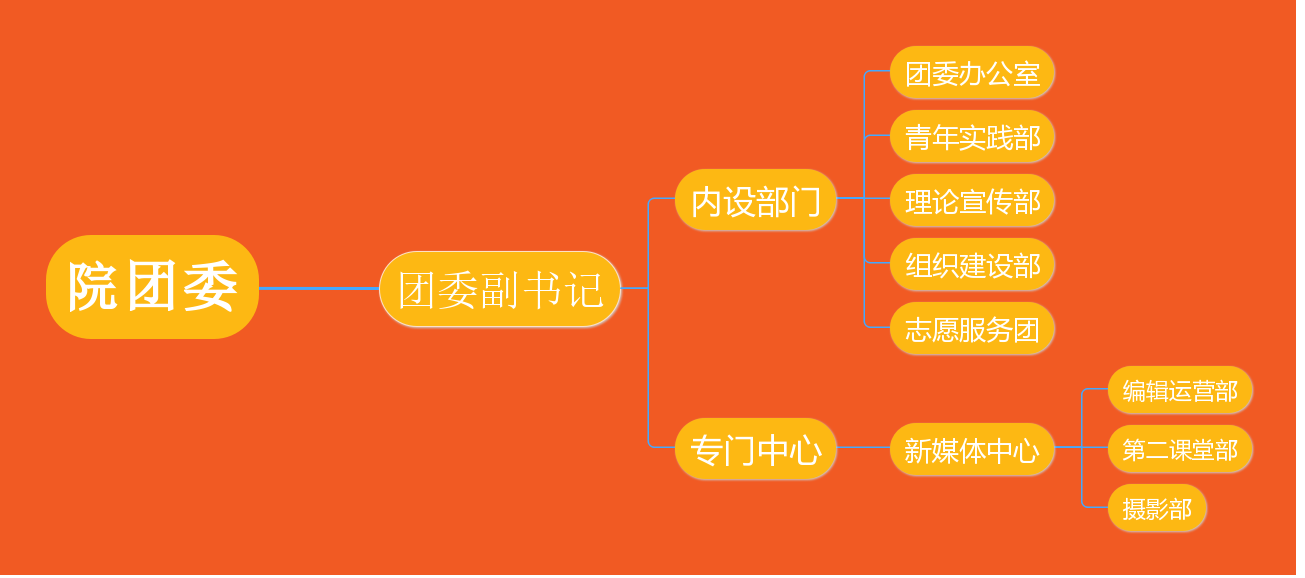 院团委
团委副书记
内设部门
团委办公室
青年实践部
理论宣传部
组织建设部
志愿服务团
专门中心
新媒体中心
编辑运营部
第二课堂部
摄影部